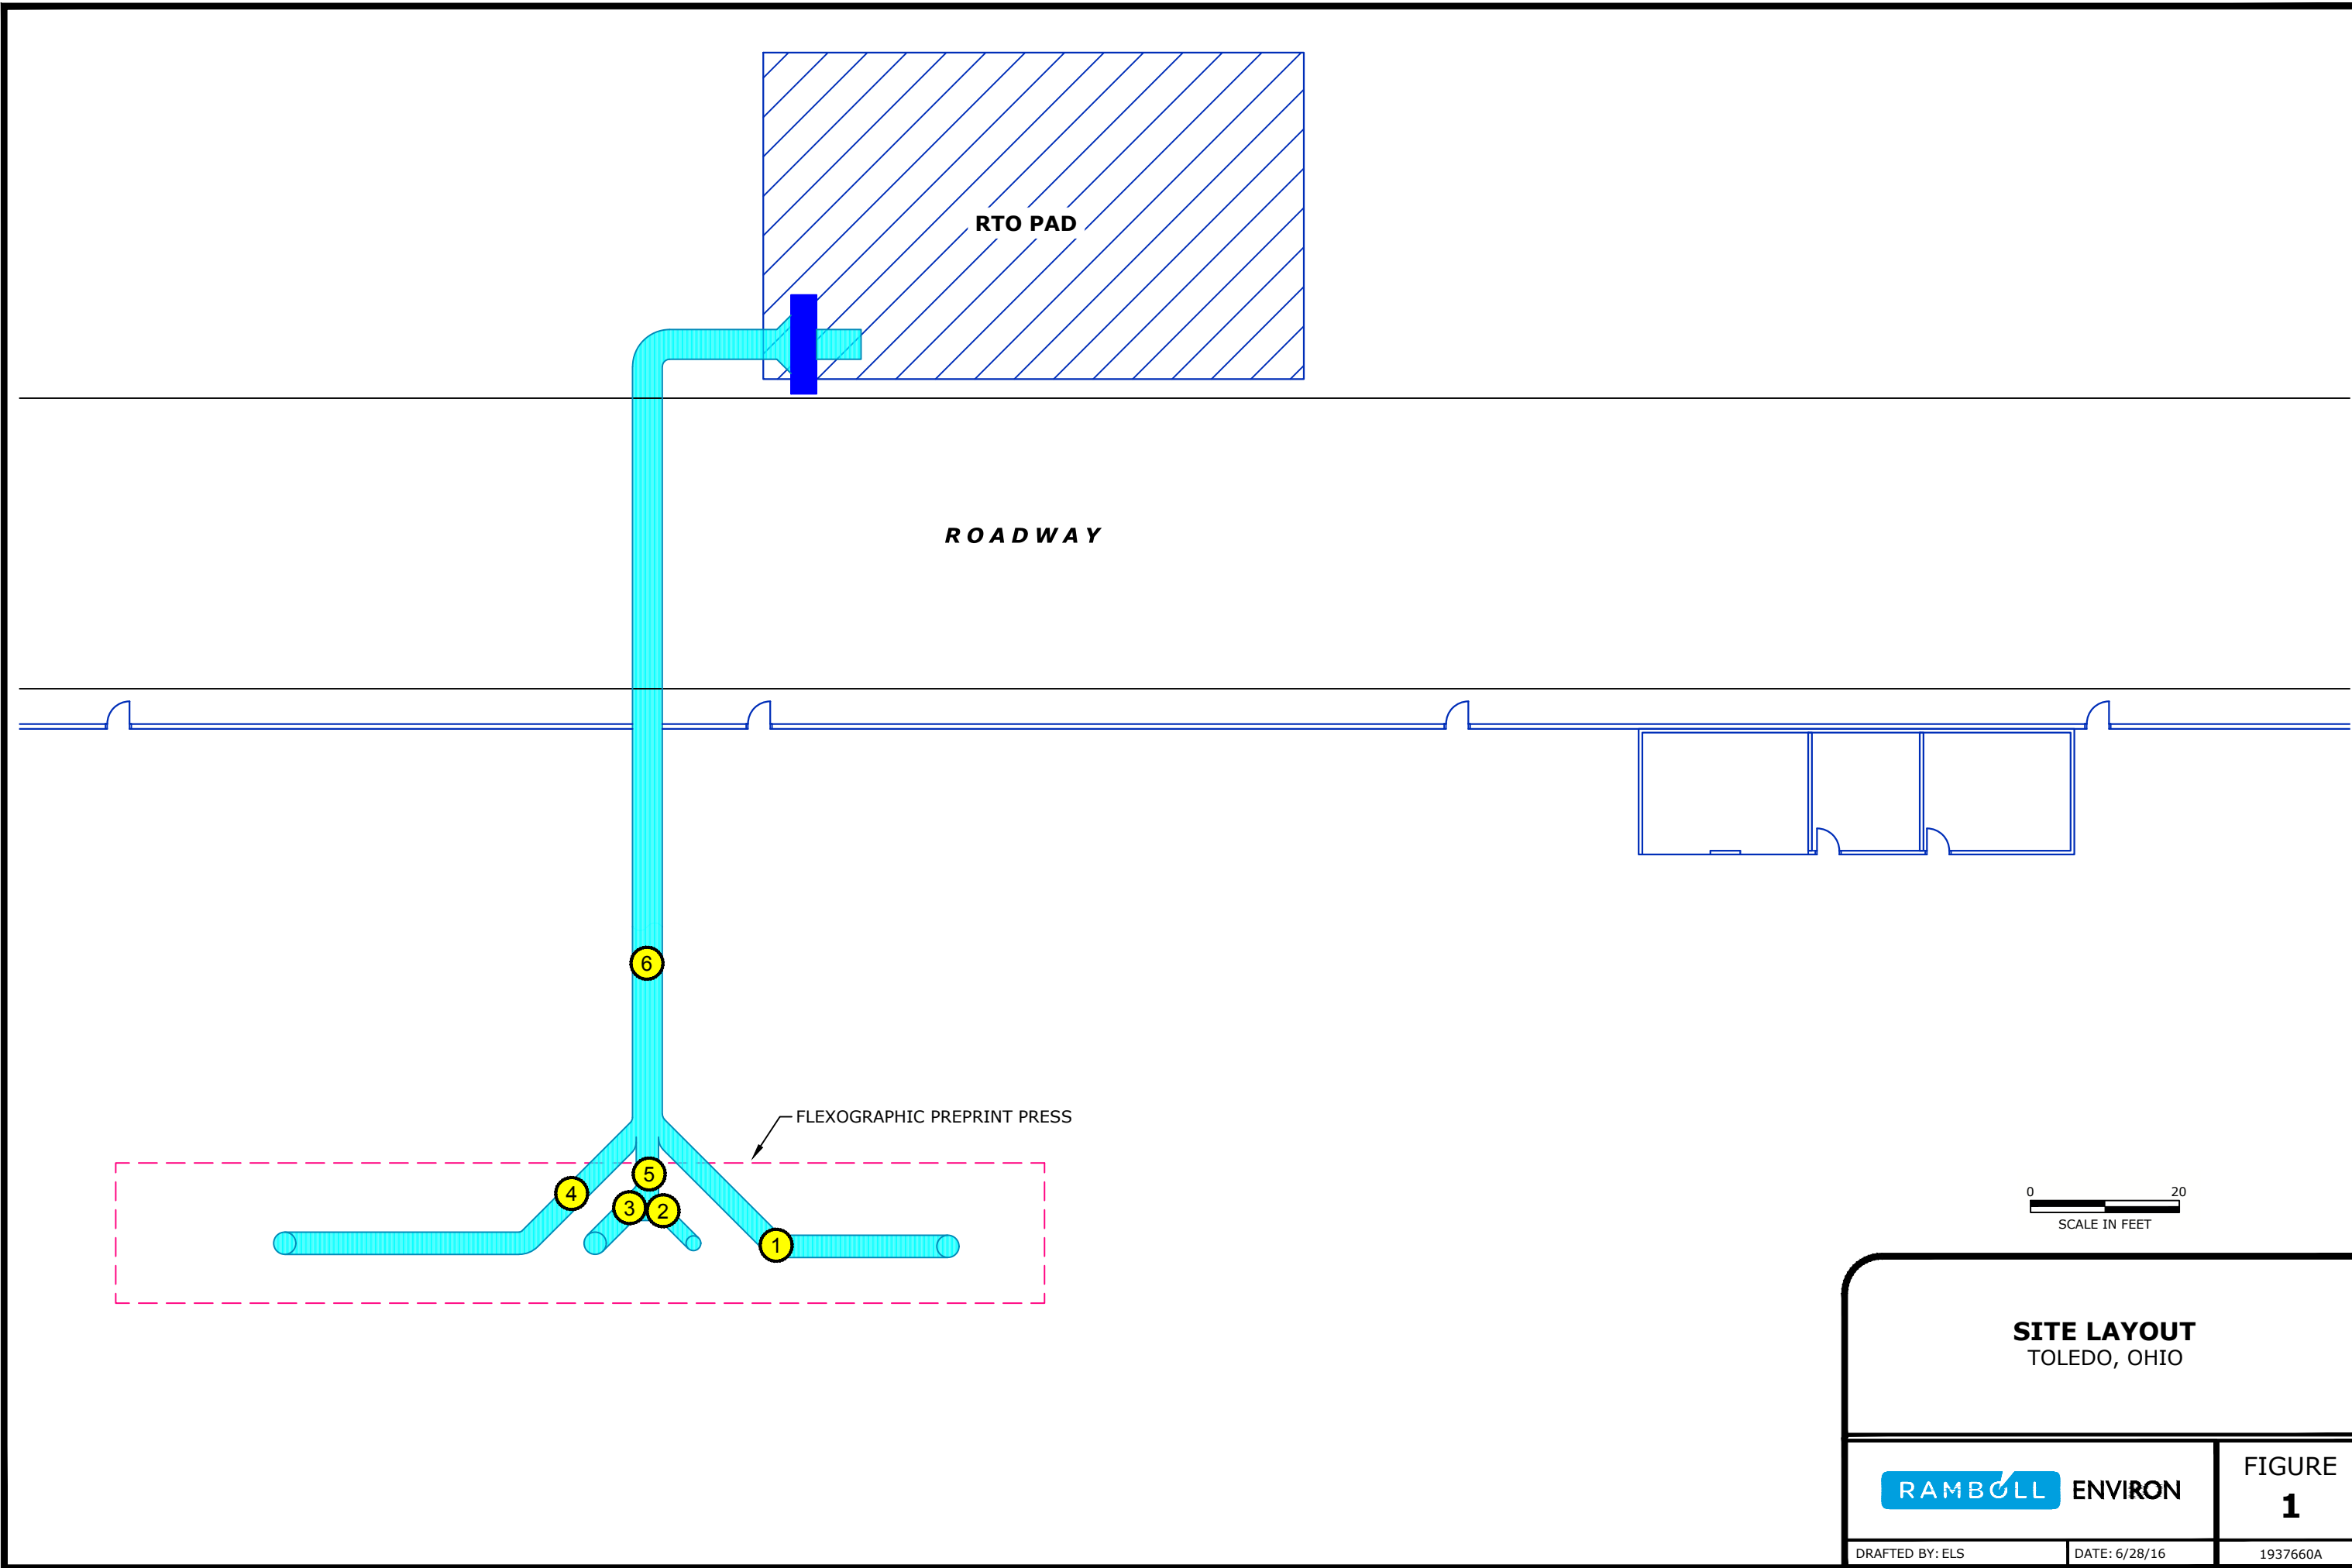 RTO PAD
ROADWAY
6
FLEXOGRAPHIC PREPRINT PRESS
5
4
3
2
1
0 20
SCALE IN FEET
SITE LAYOUT
TOLEDO, OHIO
RAMBOLL ENVIRON
FIGURE
1
DRAFTED BY: ELS
DATE: 6/28/16
1937660A